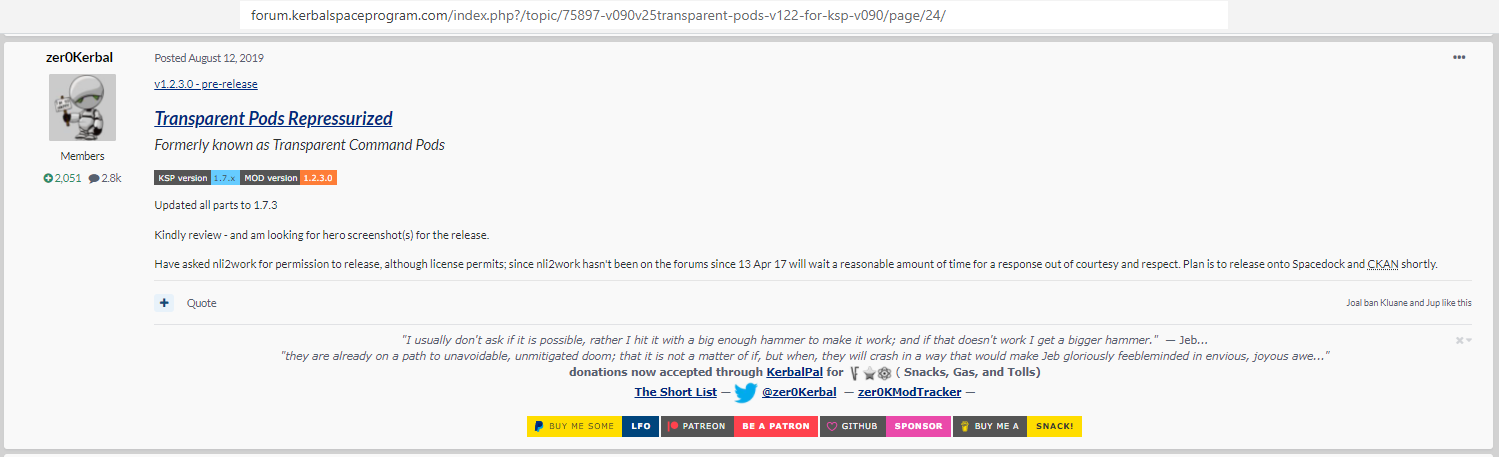 forum.kerbalspaceprogram.com/index.php?/topic/75897-v090v25transparent-pods-v122-for-ksp-v090/page/24/
zer0Kerbal
Posted August 12, 2019
v1.2.3.0 - pre-release
Transparent Pods Repressurized
Formerly known as Transparent Command Pods
Members
2,051 2.8k
KSP version 1.7.x MOD version 1.2.3.0
Updated all parts to 1.7.3
Kindly review - and am looking for hero screenshot(s) for the release.
Have asked nli2work for permission to release, although license permits; since nli2work hasn't been on the forums since 13 Apr 17 will wait a reasonable amount of time for a response out of courtesy and respect. Plan is to release onto Spacedock and CKAN shortly.
+ Quote
Joal ban Kluane and Jup like this
"I usually don't ask if it is possible, rather I hit it with a big enough hammer to make it work; and if that doesn't work I get a bigger hammer." — Jeb...
"they are already on a path to unavoidable, unmitigated doom; that it is not a matter of if, but when, they will crash in a way that would make Jeb gloriously feebleminded in envious, joyous awe..."
donations now accepted through KerbalPal for ( Snacks, Gas, and Tolls)
The Short List — @zer0Kerbal — zer0KModTracker —
BUY ME SOME LFO PATREON BE A PATRON GITHUB SPONSOR BUY ME A SNACK!